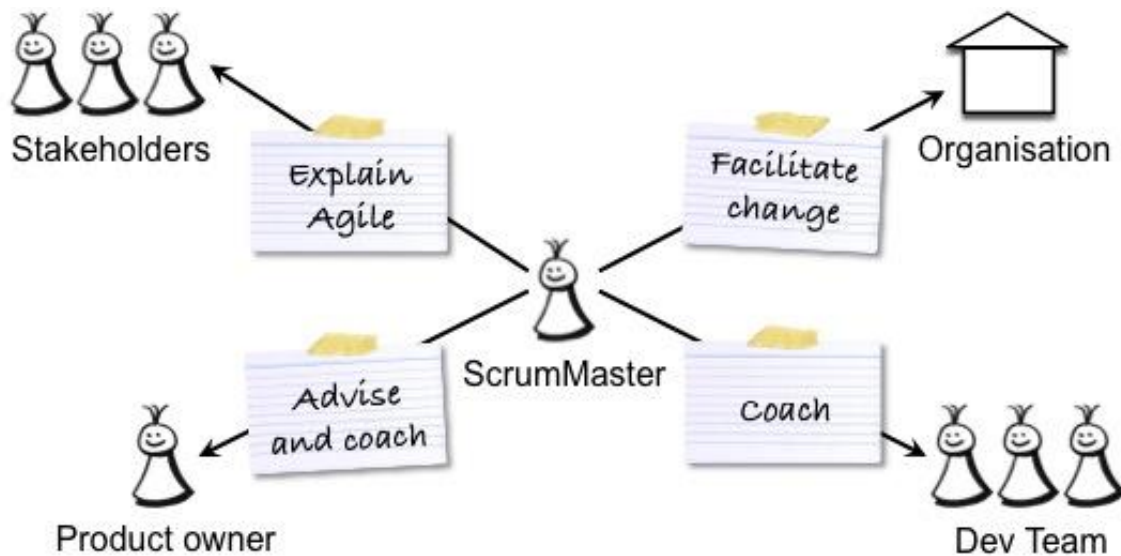 Stakeholders
Explain
Agile
Facilitate
change
Organisation
ScrumMaster
Advise
and coach
Product owner
Coach
Dev Team